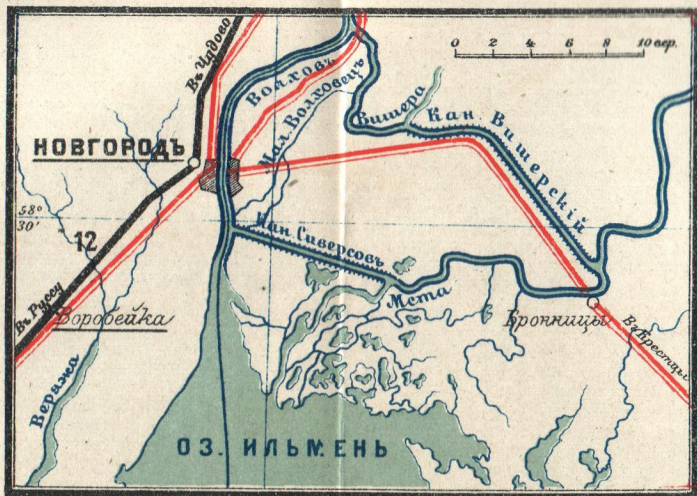 Въ Чудово
0 2 4 6 8 10 вер.
Волховъ
Мал. Волховецъ
Вишера
Кан. Вишерскій
НОВГОРОДЪ
58°
30'
12
Кан. Сиверсовъ
Мста
Въ Руссу
Воробейка
Бронницы
Въ Крестцы
Веряжа
ОЗ. ИЛЬМЕНЬ